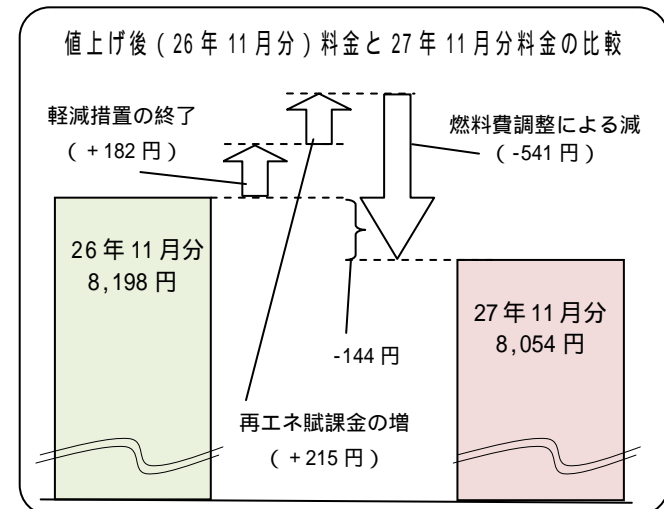 値上げ後（26年11月分）料金と27年11月分料金の比較
軽減措置の終了
（+182円）
燃料費調整による減
（-541円）
26年11月分
8,198円
27年11月分
8,054円
-144円
再エネ賦課金の増
（+215円）